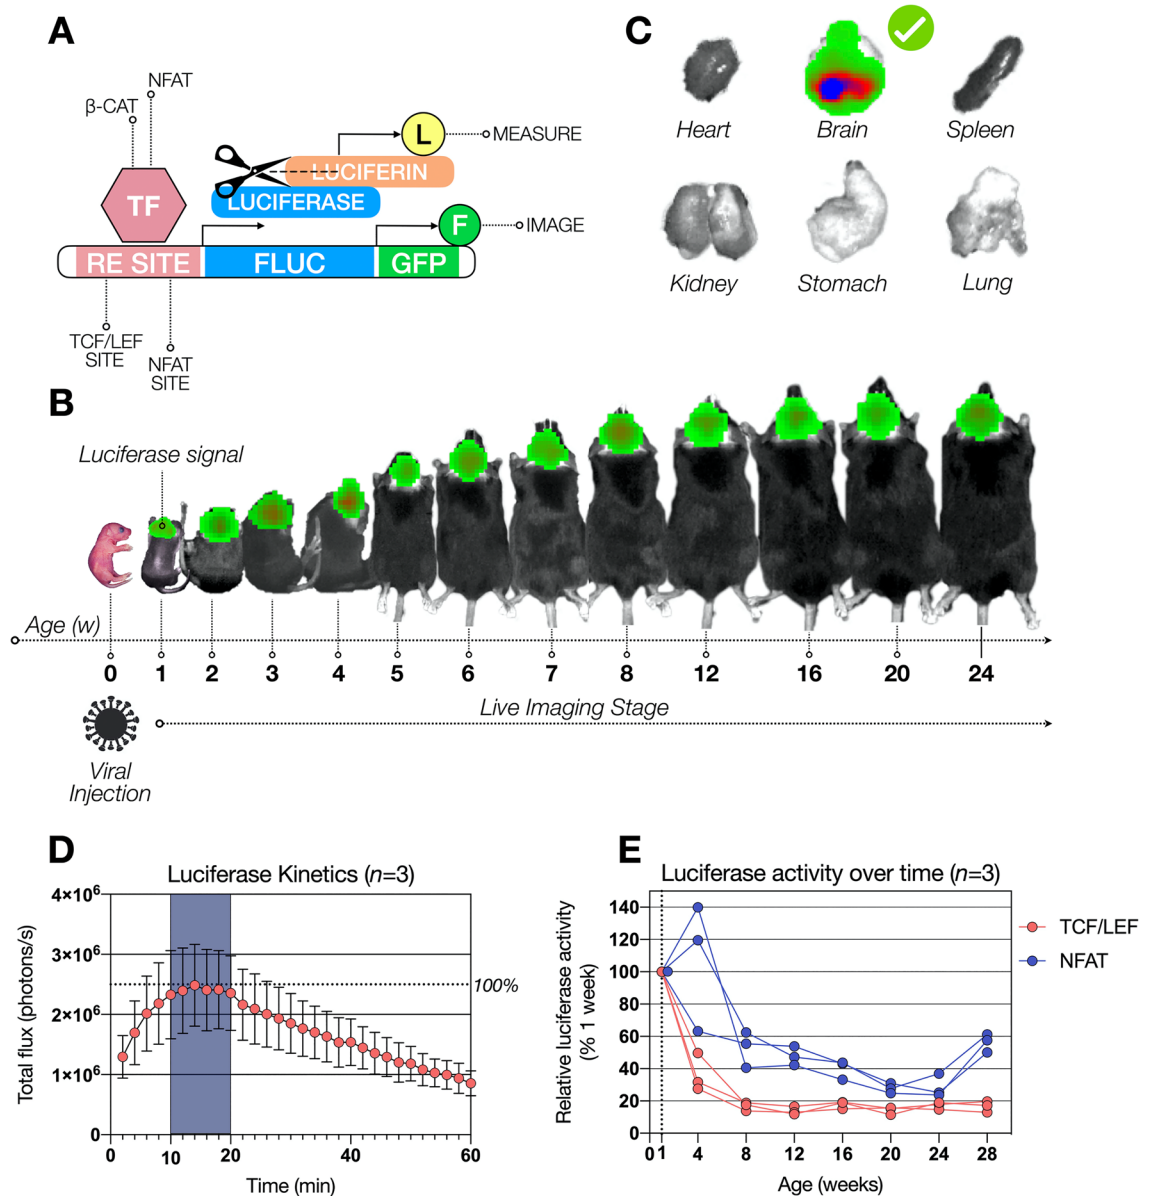 A
NFAT
β-CAT
TF
L
MEASURE
LUCIFERIN
LUCIFERASE
F
IMAGE
RE SITE
FLUC
GFP
TCF/LEF
SITE
NFAT
SITE
C
Heart
Brain
Spleen
Kidney
Stomach
Lung
B
Luciferase signal
Age (w)
0 1 2 3 4 5 6 7 8 12 16 20 24
Live Imaging Stage
Viral
Injection
D
Luciferase Kinetics (n=3)
Total flux (photons/s)
4×10⁶
3×10⁶
2×10⁶
1×10⁶
0
100%
0 10 20 40 60
Time (min)
E
Luciferase activity over time (n=3)
Relative luciferase activity
(% 1 week)
140
120
100
80
60
40
20
0
0 1 4 8 12 16 20 24 28
Age (weeks)
TCF/LEF
NFAT